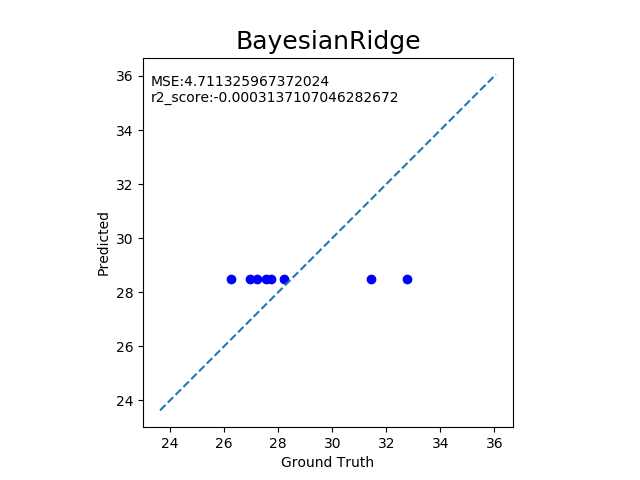 BayesianRidge
MSE:4.711325967372024
r2_score:-0.0003137107046282672
36
34
32
30
28
26
24
Predicted
24 26 28 30 32 34 36
Ground Truth